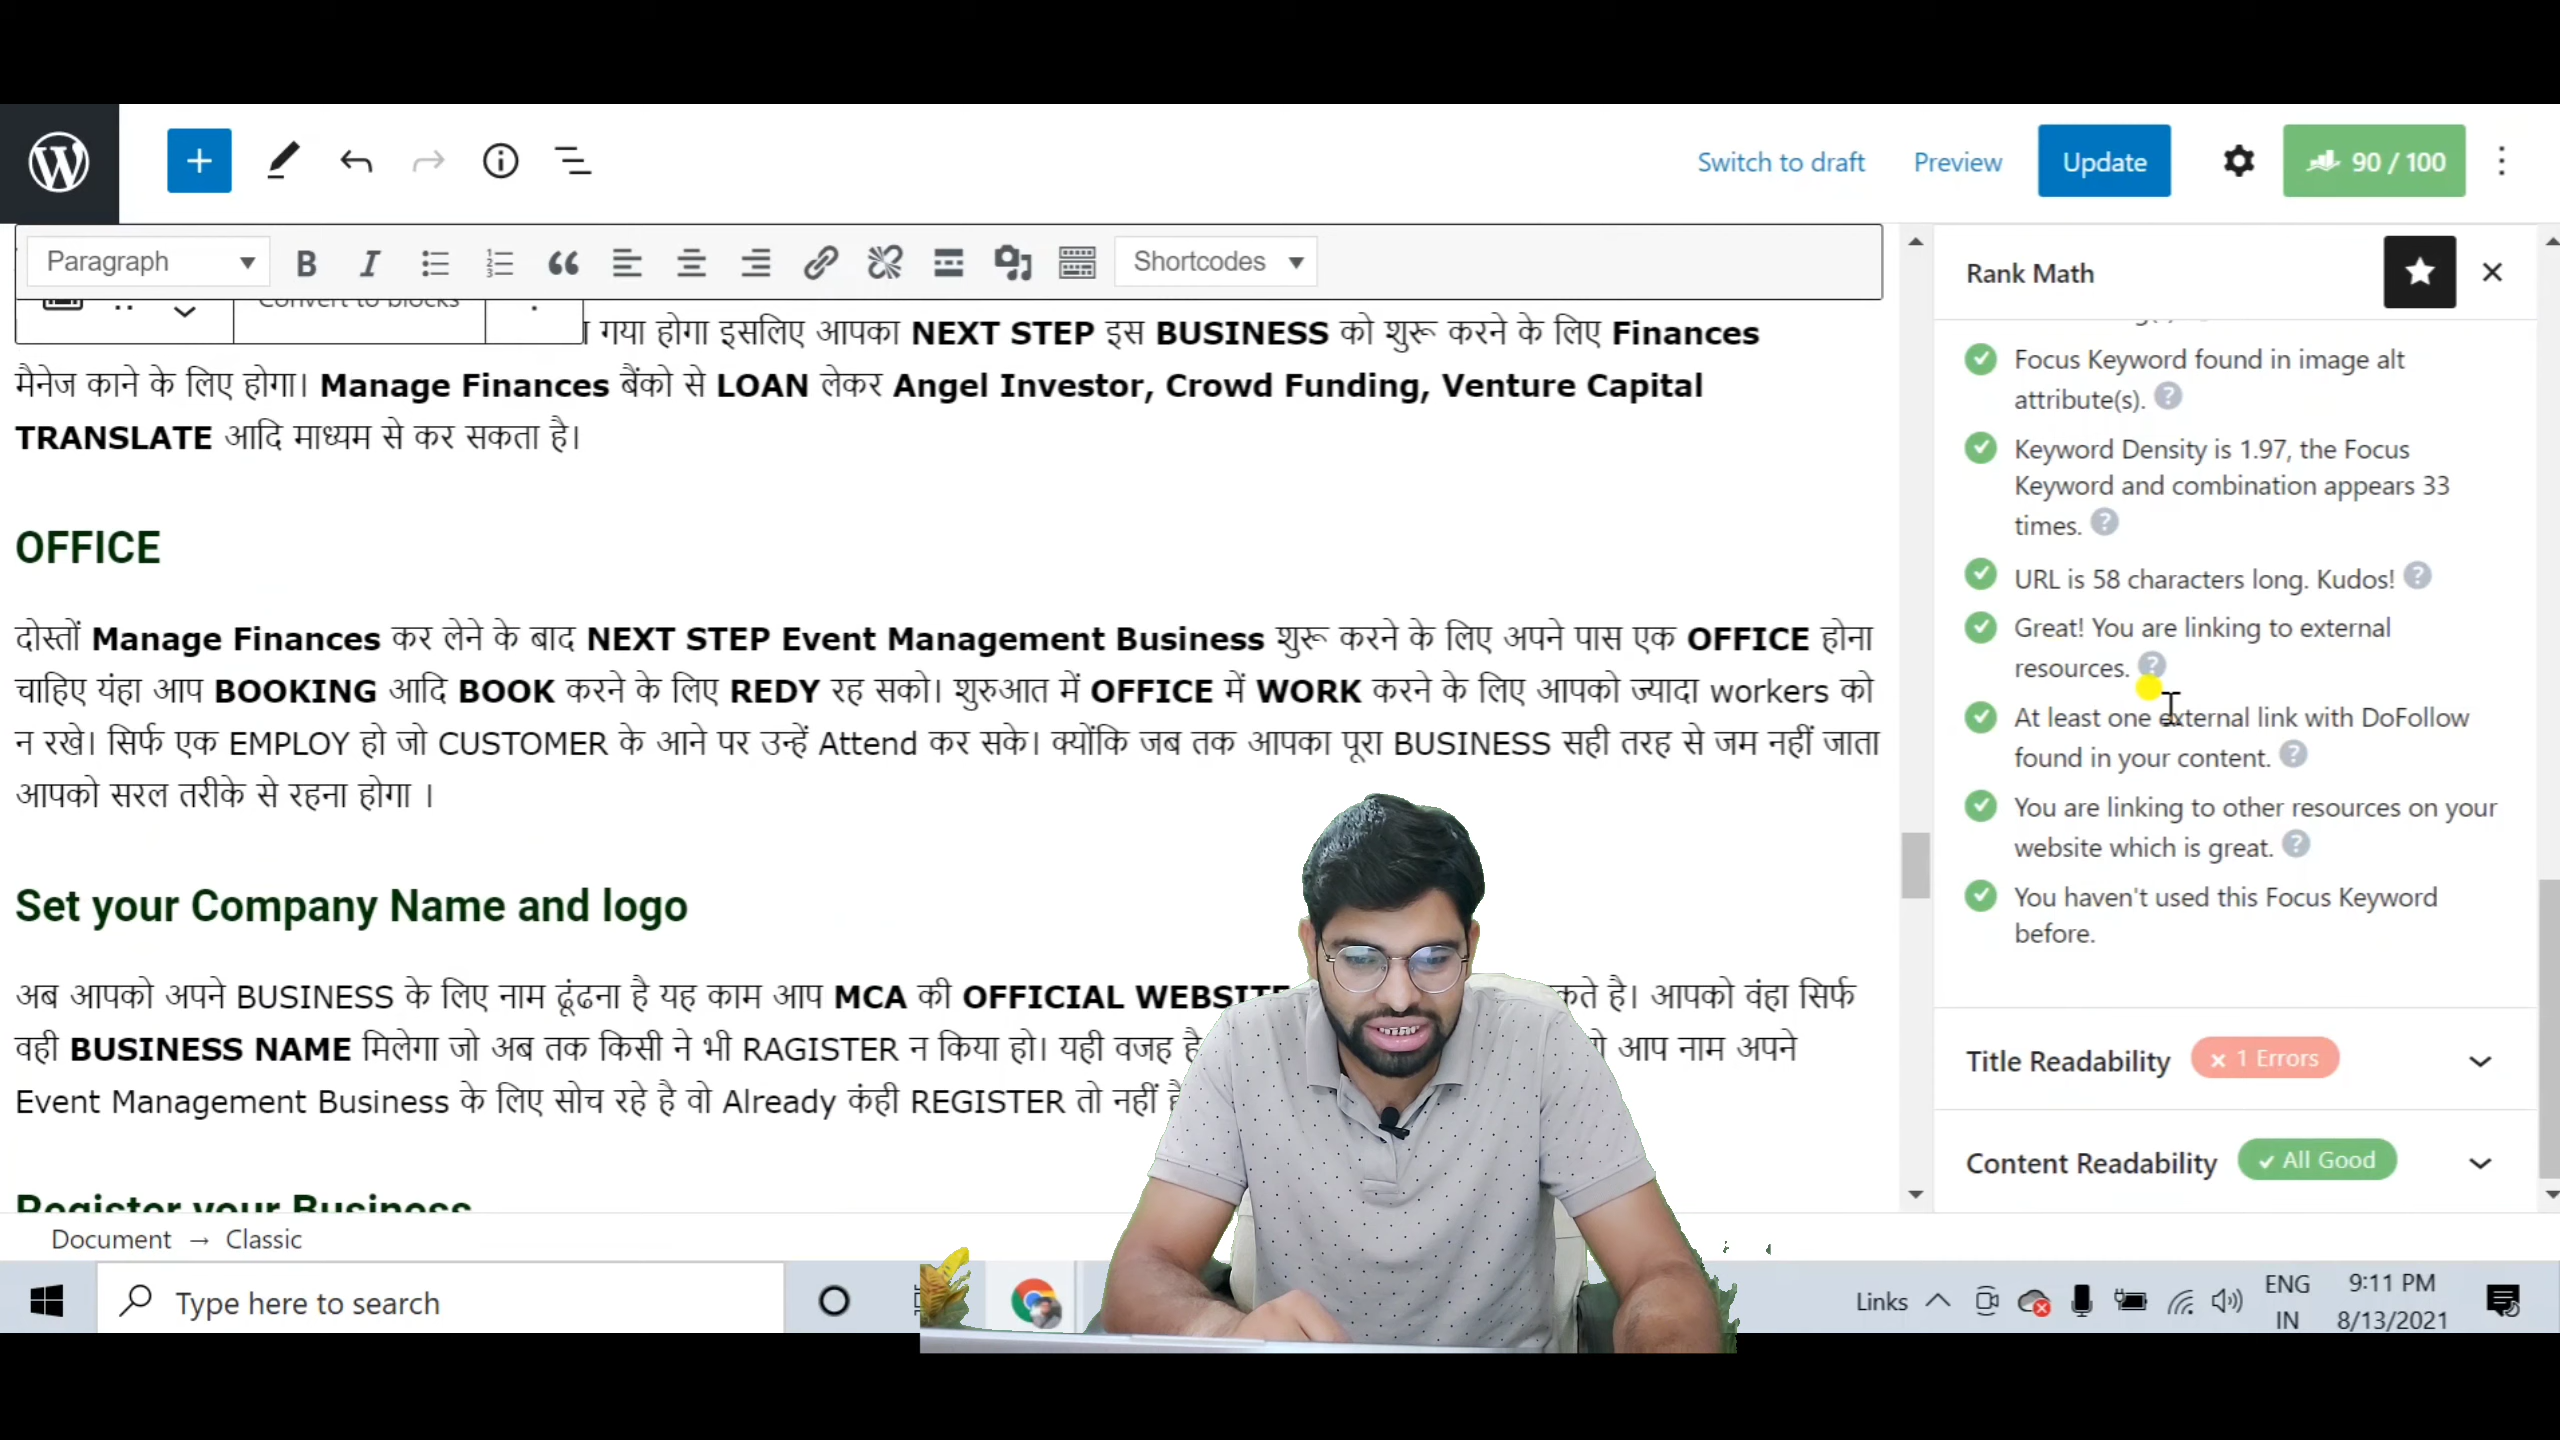 Switch to draft
Preview
Update
90 / 100
Paragraph
Shortcodes
Convert to blocks
गया होगा इसलिए आपका NEXT STEP इस BUSINESS को शुरू करने के लिए Finances
मैनेज काने के लिए होगा। Manage Finances बैंको से LOAN लेकर Angel Investor, Crowd Funding, Venture Capital
TRANSLATE आदि माध्यम से कर सकता है।
OFFICE
दोस्तों Manage Finances कर लेने के बाद NEXT STEP Event Management Business शुरू करने के लिए अपने पास एक OFFICE होना
चाहिए यंहा आप BOOKING आदि BOOK करने के लिए REDY रह सको। शुरुआत में OFFICE में WORK करने के लिए आपको ज्यादा workers को
न रखे। सिर्फ एक EMPLOY हो जो CUSTOMER के आने पर उन्हें Attend कर सके। क्योंकि जब तक आपका पूरा BUSINESS सही तरह से जम नहीं जाता
आपको सरल तरीके से रहना होगा ।
Set your Company Name and logo
अब आपको अपने BUSINESS के लिए नाम ढूंढना है यह काम आप MCA की OFFICIAL WEBSITE है। आपको वंहा सिर्फ
वही BUSINESS NAME मिलेगा जो अब तक किसी ने भी RAGISTER न किया हो। यही वजह है आप नाम अपने
Event Management Business के लिए सोच रहे है वो Already कंही REGISTER तो नहीं
Register your Business
Document → Classic
Rank Math
Focus Keyword found in image alt
attribute(s).
Keyword Density is 1.97, the Focus
Keyword and combination appears 33
times.
URL is 58 characters long. Kudos!
Great! You are linking to external
resources.
At least one external link with DoFollow
found in your content.
You are linking to other resources on your
website which is great.
You haven't used this Focus Keyword
before.
Title Readability
1 Errors
Content Readability
All Good
Type here to search
Links
ENG
IN
9:11 PM
8/13/2021